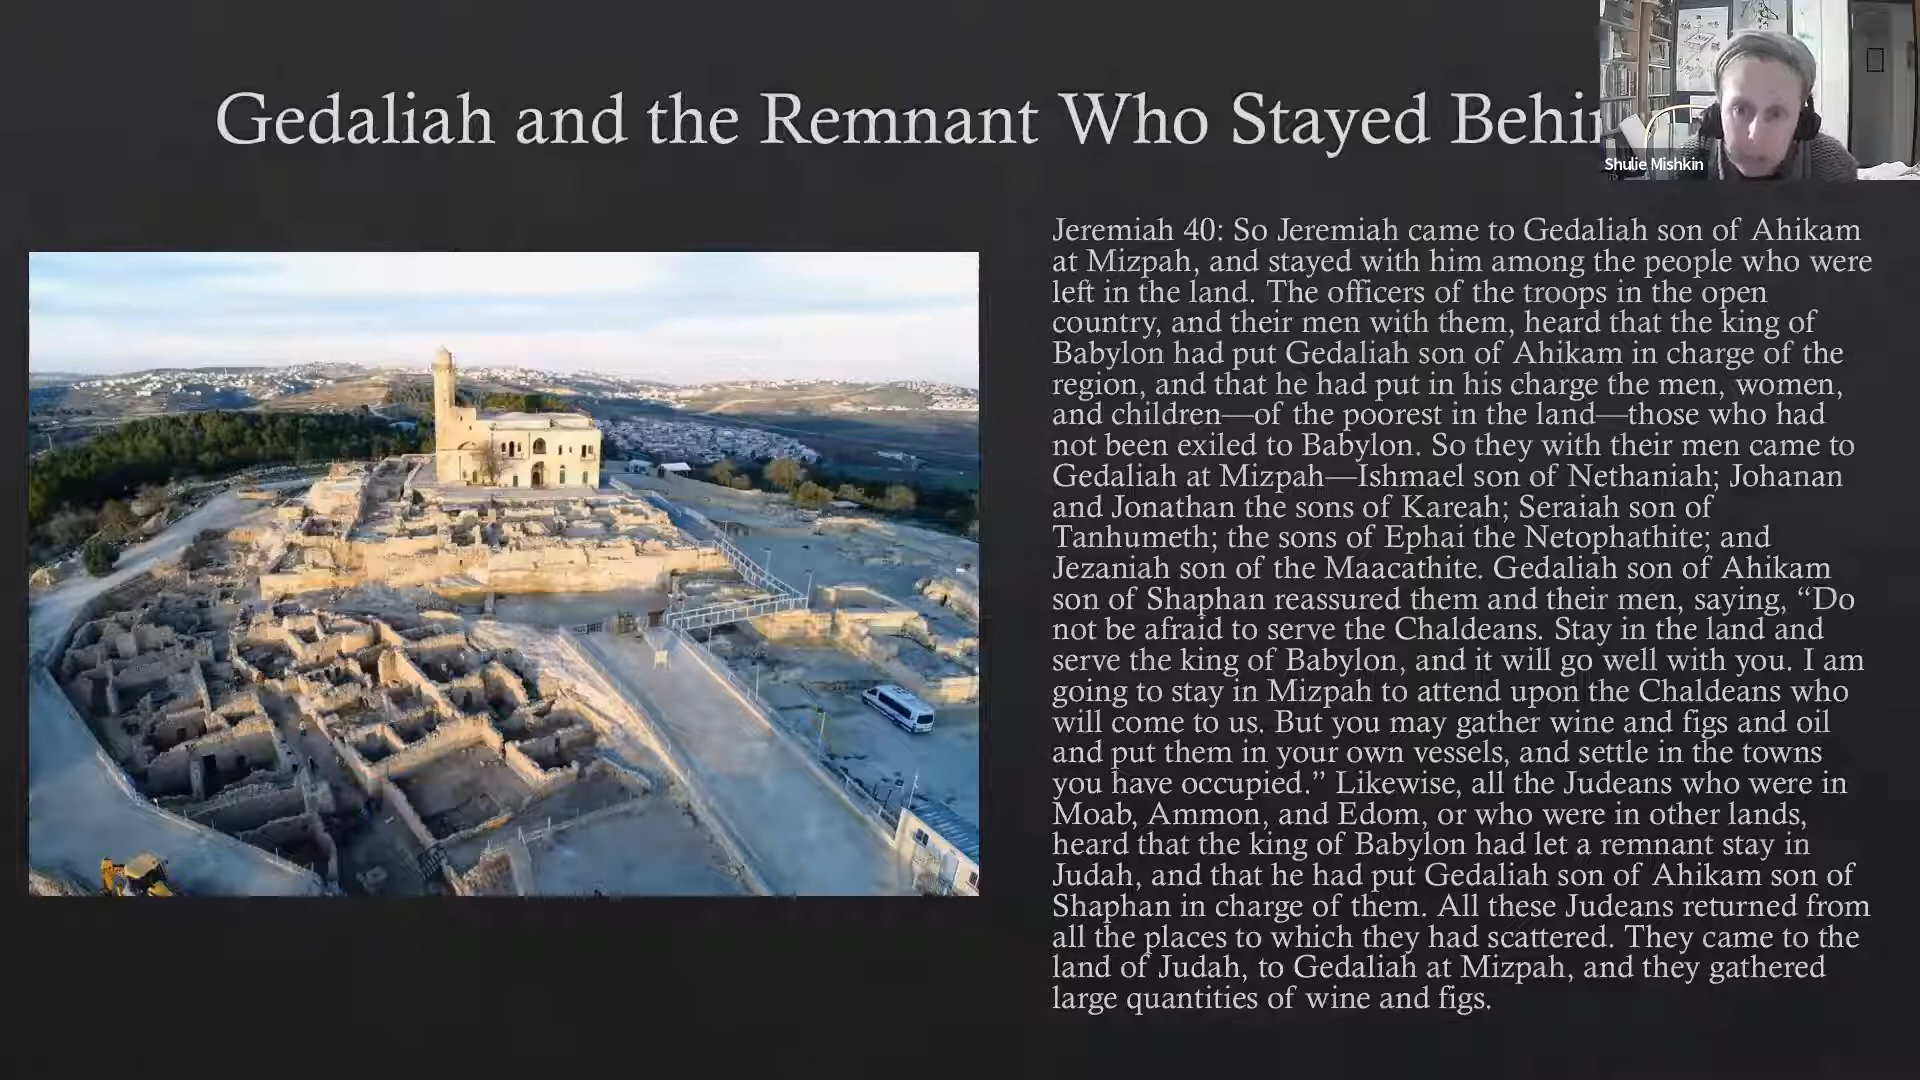 Gedaliah and the Remnant Who Stayed Behin
Shulie Mishkin
Jeremiah 40: So Jeremiah came to Gedaliah son of Ahikam
at Mizpah, and stayed with him among the people who were
left in the land. The officers of the troops in the open
country, and their men with them, heard that the king of
Babylon had put Gedaliah son of Ahikam in charge of the
region, and that he had put in his charge the men, women,
and children—of the poorest in the land—those who had
not been exiled to Babylon. So they with their men came to
Gedaliah at Mizpah—Ishmael son of Nethaniah; Johanan
and Jonathan the sons of Kareah; Seraiah son of
Tanhumeth; the sons of Ephai the Netophathite; and
Jezaniah son of the Maacathite. Gedaliah son of Ahikam
son of Shaphan reassured them and their men, saying, “Do
not be afraid to serve the Chaldeans. Stay in the land and
serve the king of Babylon, and it will go well with you. I am
going to stay in Mizpah to attend upon the Chaldeans who
will come to us. But you may gather wine and figs and oil
and put them in your own vessels, and settle in the towns
you have occupied.” Likewise, all the Judeans who were in
Moab, Ammon, and Edom, or who were in other lands,
heard that the king of Babylon had let a remnant stay in
Judah, and that he had put Gedaliah son of Ahikam son of
Shaphan in charge of them. All these Judeans returned from
all the places to which they had scattered. They came to the
land of Judah, to Gedaliah at Mizpah, and they gathered
large quantities of wine and figs.